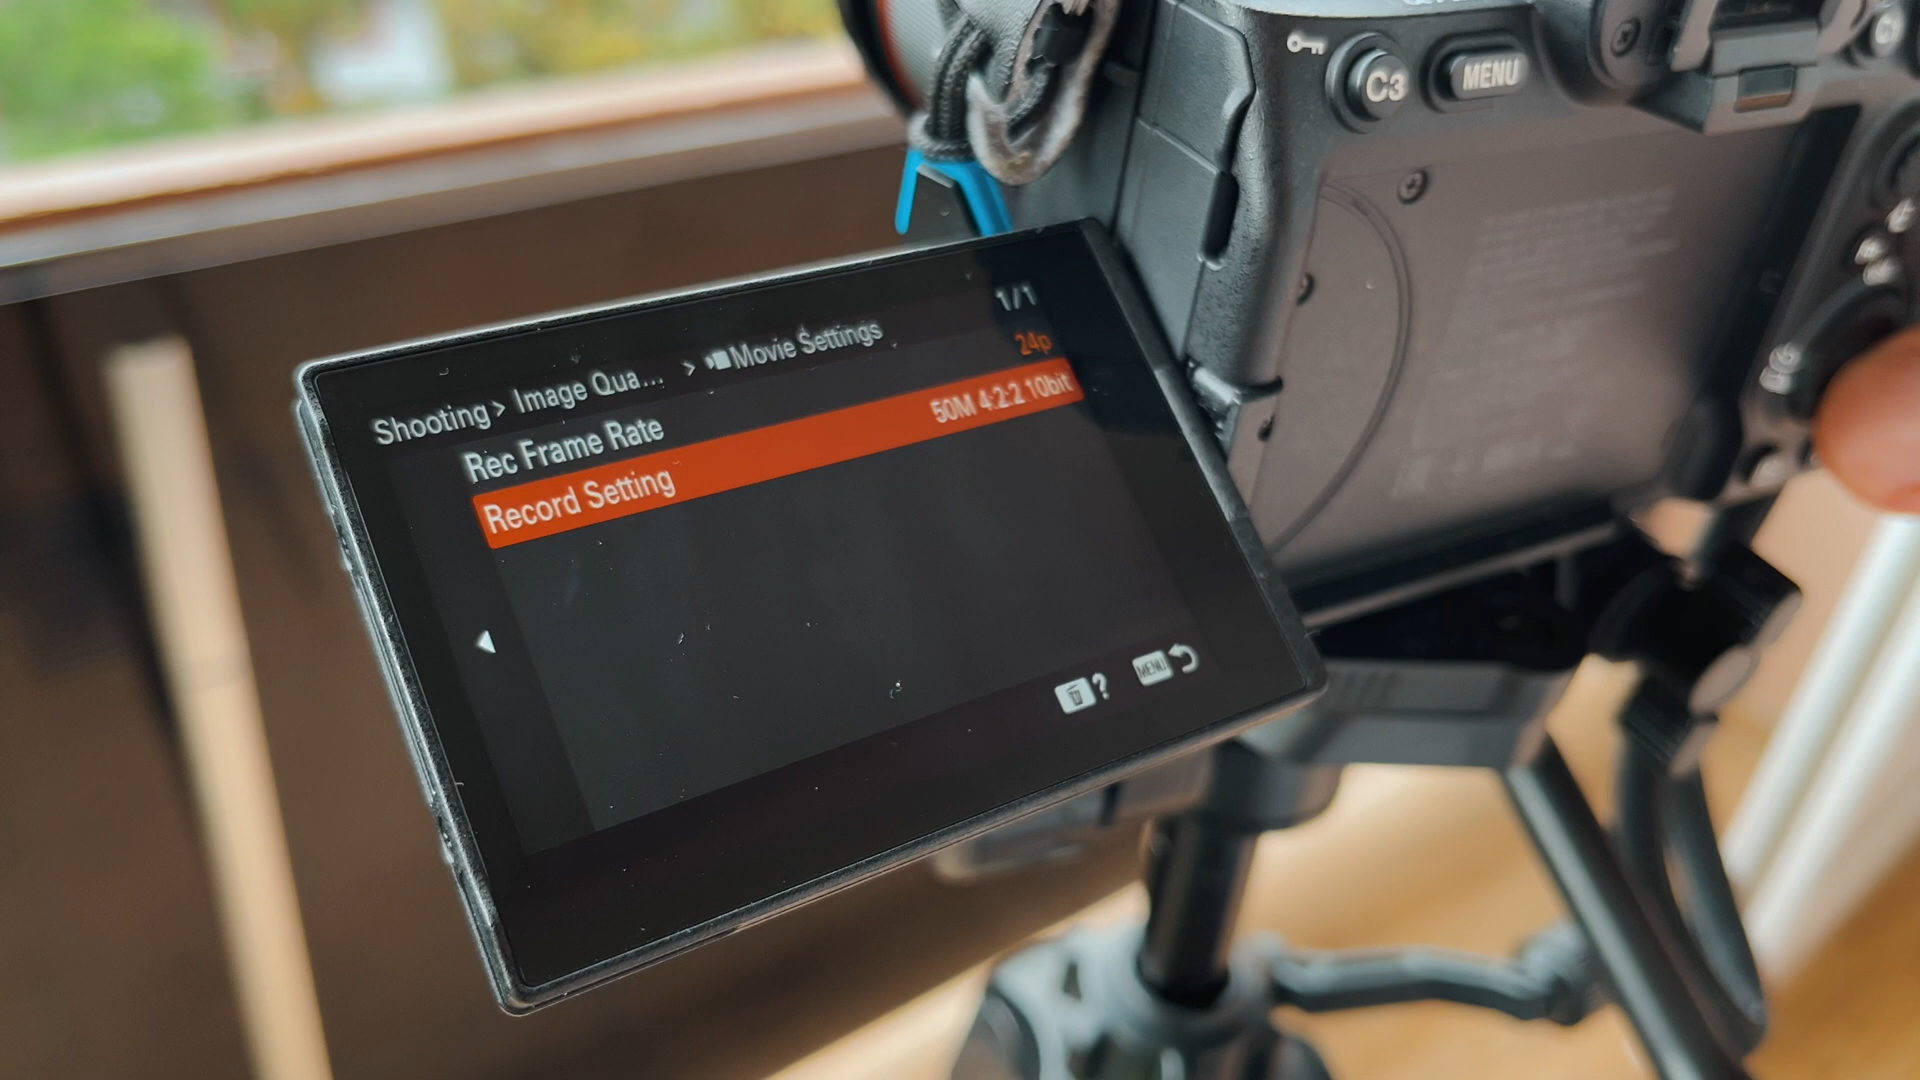 C3
MENU
1/1
Shooting > Image Qua... > Movie Settings
Rec Frame Rate 24p
Record Setting 50M 4:2:2 10bit
? MENU